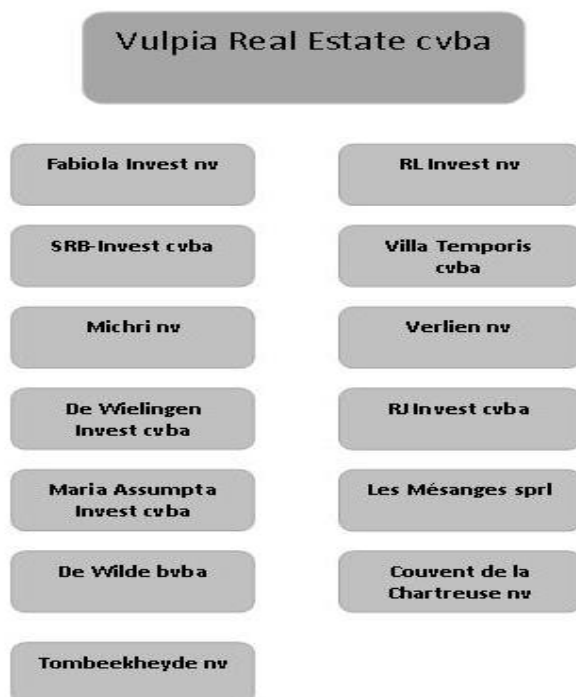 Vulpia Real Estate cvba
Fabiola Invest nv
RL Invest nv
SRB-Invest cvba
Villa Temporis
cvba
Michri nv
Verlien nv
De Wielingen
Invest cvba
RJ Invest cvba
Maria Assumpta
Invest cvba
Les Mésanges sprl
De Wilde bvba
Couvent de la
Chartreuse nv
Tombeekheyde nv